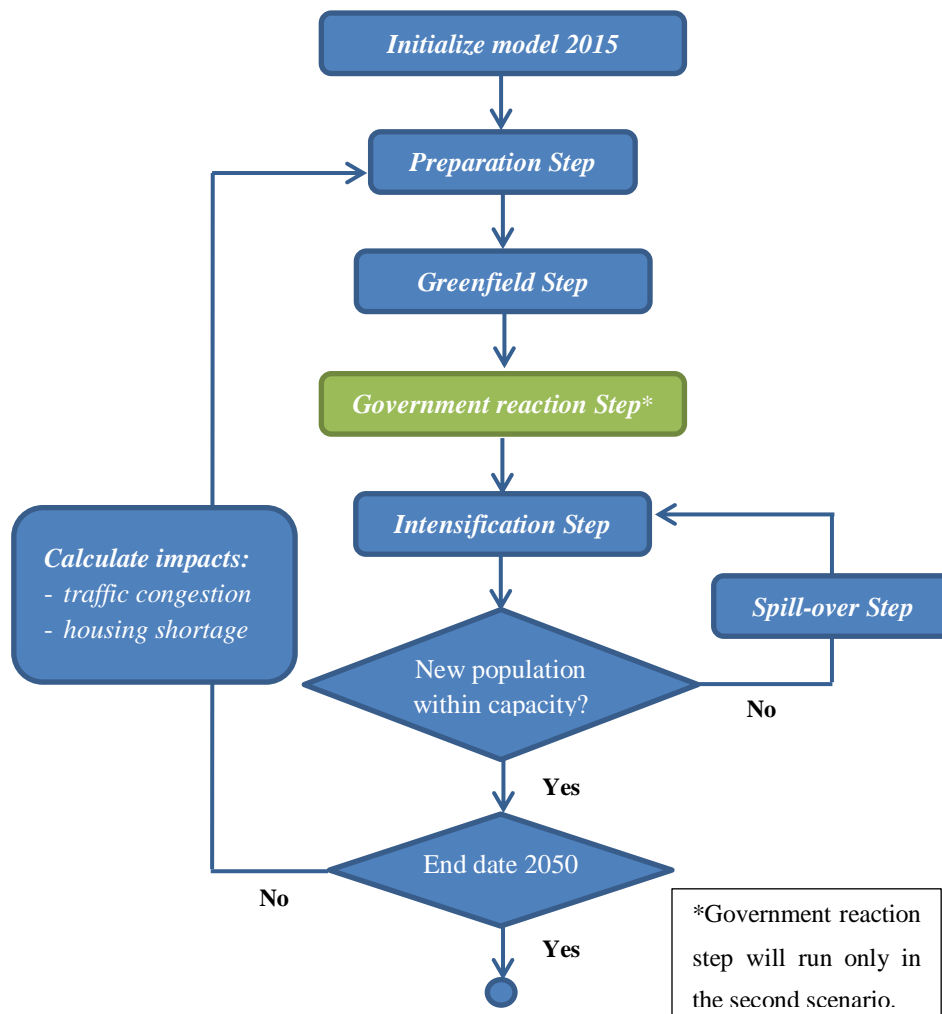 Initialize model 2015
Preparation Step
Greenfield Step
Government reaction Step*
Intensification Step
Calculate impacts:
- traffic congestion
- housing shortage
Spill-over Step
New population
within capacity?
No
Yes
End date 2050
No
Yes
*Government reaction
step will run only in
the second scenario.